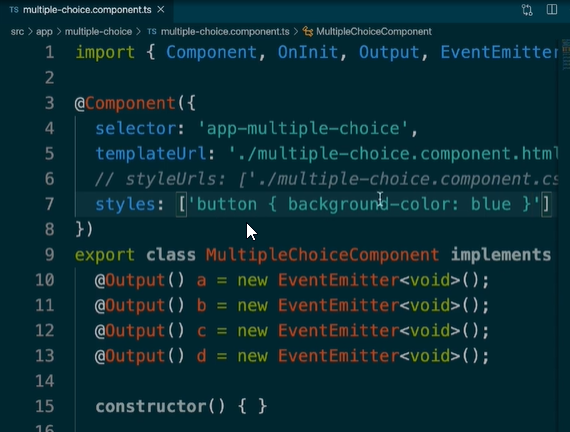 TS multiple-choice.component.ts ×
src > app > multiple-choice > TS multiple-choice.component.ts > MultipleChoiceComponent
1 import { Component, OnInit, Output, EventEmitter
2
3 @Component({
4 selector: 'app-multiple-choice',
5 templateUrl: './multiple-choice.component.html
6 // styleUrls: ['./multiple-choice.component.cs
7 styles: ['button { background-color: blue }']
8 })
9 export class MultipleChoiceComponent implements
10 @Output() a = new EventEmitter<void>();
11 @Output() b = new EventEmitter<void>();
12 @Output() c = new EventEmitter<void>();
13 @Output() d = new EventEmitter<void>();
14
15 constructor() { }